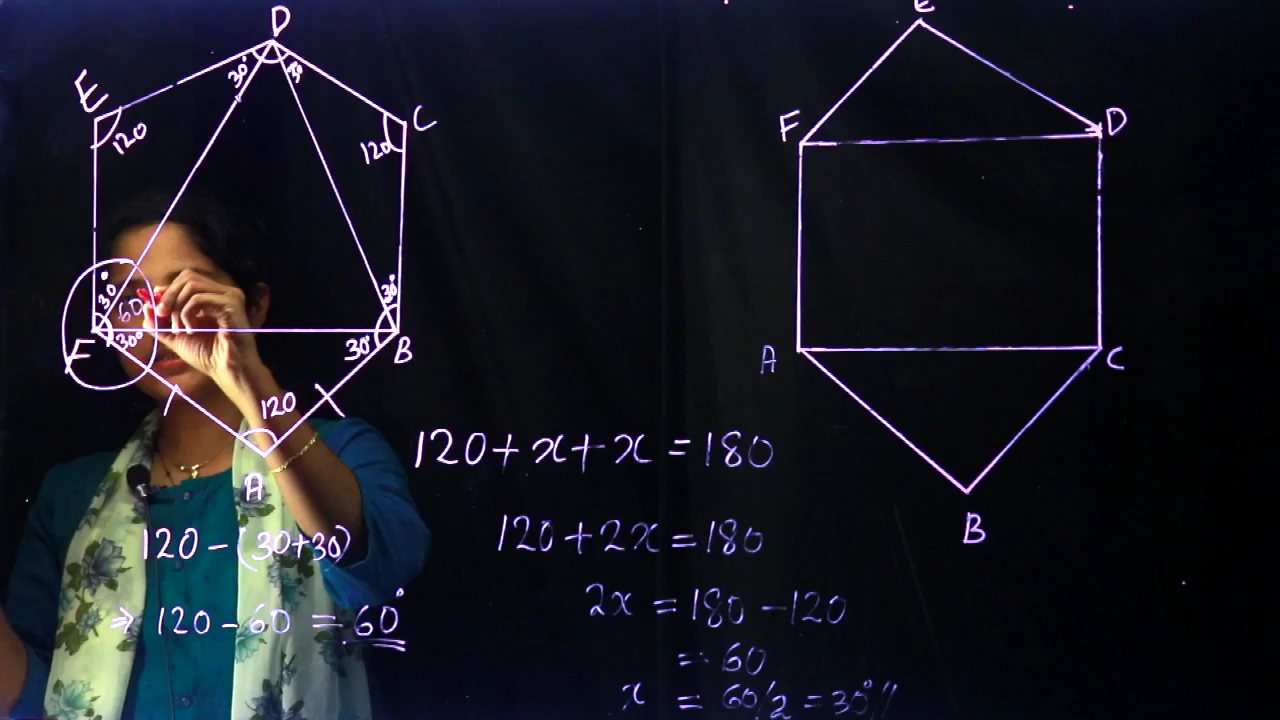 D
E
30°
30
120
C
120
30°
60
30°
F
30°
30°
B
120
A
120 - (30+30)
⇒ 120 - 60 = 60°
120 + x + x = 180
120 + 2x = 180
2x = 180 - 120
= 60
x = 60/2 = 30° //
E
F
D
A
C
B